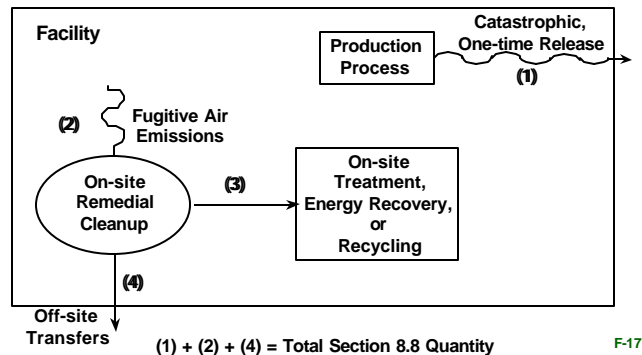 Facility
Catastrophic,
One-time Release
Production
Process
(1)
(2)
Fugitive Air
Emissions
On-site
Remedial
Cleanup
(3)
On-site
Treatment,
Energy Recovery,
or
Recycling
(4)
Off-site
Transfers
(1) + (2) + (4) = Total Section 8.8 Quantity
F-17